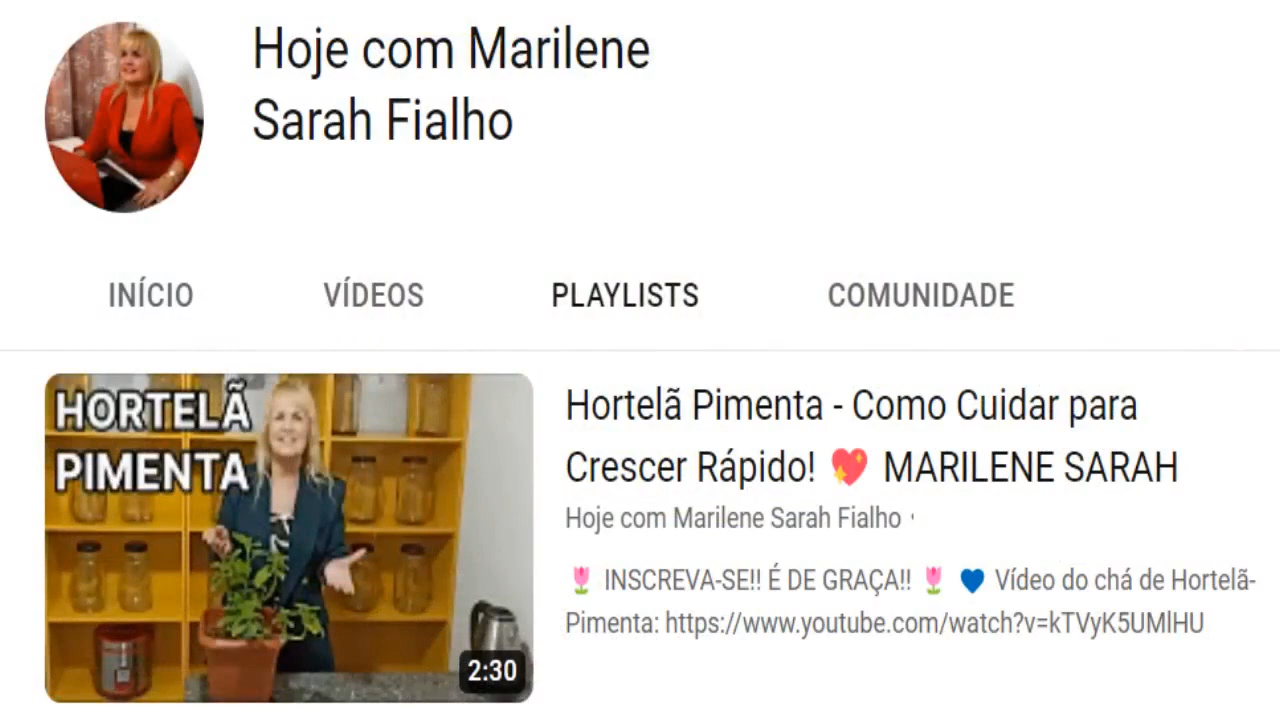 Hoje com Marilene
Sarah Fialho
INÍCIO VÍDEOS PLAYLISTS COMUNIDADE
HORTELÃ
PIMENTA
2:30
Hortelã Pimenta - Como Cuidar para
Crescer Rápido! 💖 MARILENE SARAH
Hoje com Marilene Sarah Fialho ·
🌷 INSCREVA-SE!! É DE GRAÇA!! 🌷 💙 Vídeo do chá de Hortelã-
Pimenta: https://www.youtube.com/watch?v=kTVyK5UMlHU